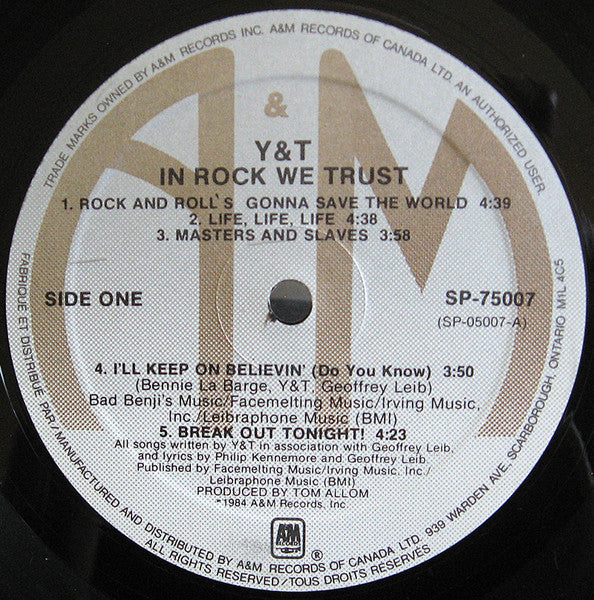 TRADE MARKS OWNED BY A&M RECORDS INC. A&M RECORDS OF CANADA LTD. AN AUTHORIZED USER.
A & M
Y&T
IN ROCK WE TRUST
1. ROCK AND ROLL`S GONNA SAVE THE WORLD 4:39
2. LIFE, LIFE, LIFE 4:38
3. MASTERS AND SLAVES 3:58
SIDE ONE
SP-75007
(SP-05007-A)
4. I'LL KEEP ON BELIEVIN' (Do You Know) 3:50
(Bennie La Barge, Y&T, Geoffrey Leib)
Bad Benji's Music/Facemelting Music/Irving Music,
Inc./Leibraphone Music (BMI)
5. BREAK OUT TONIGHT! 4:23
All songs written by Y&T in association with Geoffrey Leib,
and lyrics by Philip Kennemore and Geoffrey Leib.
Published by Facemelting Music/Irving Music, Inc./
Leibraphone Music (BMI)
PRODUCED BY TOM ALLOM
℗1984 A&M Records, Inc.
A&M
RECORDS
®
FABRIQUE ET DISTRIBUE PAR/MANUFACTURED AND DISTRIBUTED BY A&M RECORDS OF CANADA LTD. 939 WARDEN AVE, SCARBOROUGH ONTARIO M1L 4C5
ALL RIGHTS RESERVED/TOUS DROITS RESERVES